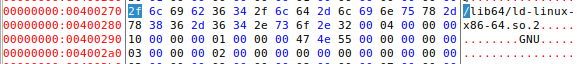 00000000:00400270 2f 6c 69 62 36 34 2f 6c 64 2d 6c 69 6e 75 78 2d /lib64/ld-linux-
00000000:00400280 78 38 36 2d 36 34 2e 73 6f 2e 32 00 04 00 00 00 x86-64.so.2.....
00000000:00400290 10 00 00 00 01 00 00 00 47 4e 55 00 00 00 00 00 ........GNU.....
00000000:004002a0 03 00 00 00 02 00 00 00 00 00 00 00 00 00 00 00 ................